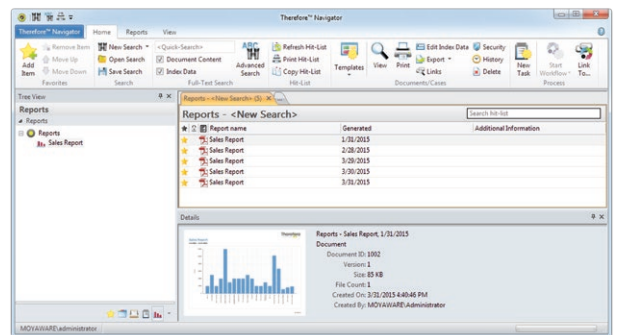 Therefore™ Navigator
Therefore™ Navigator Home Reports View
Add Item
Remove Item
Move Up
Move Down
Favorites
New Search
Open Search
Save Search
Search
<Quick-Search>
Document Content
Index Data
Advanced Search
Full-Text Search
Refresh Hit-List
Print Hit-List
Copy Hit-List
Hit-List
Templates
View
Print
Edit Index Data
Export
Links
Security
History
Delete
Documents/Cases
New Task
Start Workflow
Link To...
Process
Tree View
Reports
Reports
Reports
Sales Report
Reports - <New Search> (5)
Reports - <New Search>
Search hit-list
Report name Generated Additional Information
Sales Report 1/31/2015
Sales Report 2/28/2015
Sales Report 3/29/2015
Sales Report 3/30/2015
Sales Report 3/31/2015
Details
Reports - Sales Report, 1/31/2015
Document
Document ID: 1002
Version: 1
Size: 85 KB
File Count: 1
Created On: 3/31/2015 4:40:46 PM
Created By: MOYAWARE\Administrator
MOYAWARE\administrator